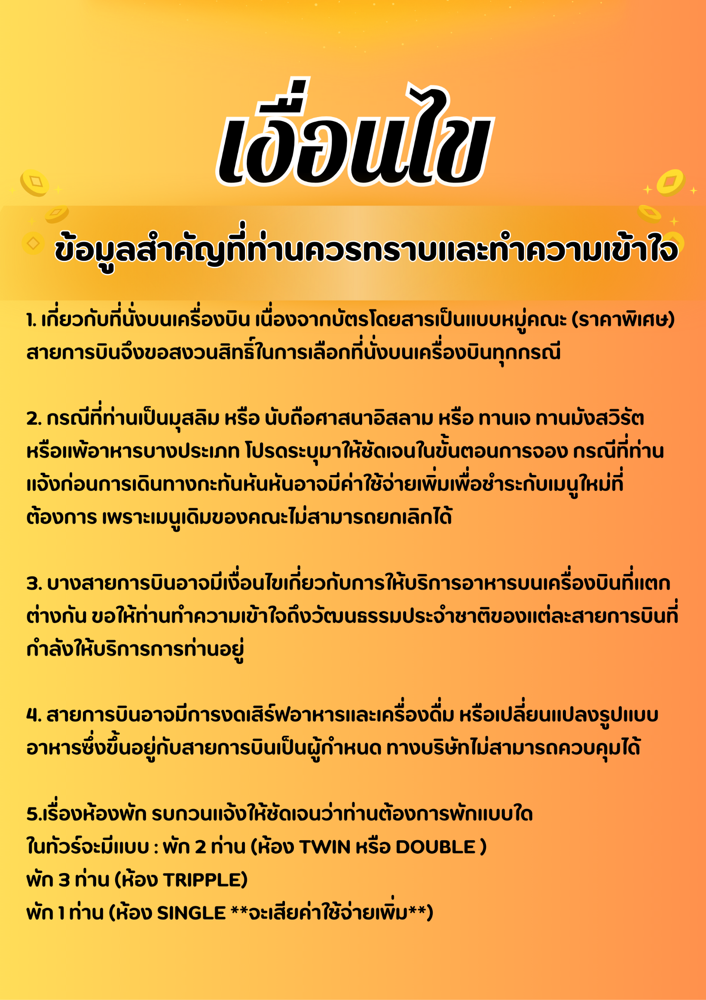 เงื่อนไข
ข้อมูลสำคัญที่ท่านควรทราบและทำความเข้าใจ
1. เกี่ยวกับที่นั่งบนเครื่องบิน เนื่องจากบัตรโดยสารเป็นแบบหมู่คณะ (ราคาพิเศษ)
สายการบินจึงขอสงวนสิทธิ์ในการเลือกที่นั่งบนเครื่องบินทุกกรณี
2. กรณีที่ท่านเป็นมุสลิม หรือ นับถือศาสนาอิสลาม หรือ ทานเจ ทานมังสวิรัต
หรือแพ้อาหารบางประเภท โปรดระบุมาให้ชัดเจนในขั้นตอนการจอง กรณีที่ท่าน
แจ้งก่อนการเดินทางกะทันหันหันอาจมีค่าใช้จ่ายเพิ่มเพื่อชำระกับเมนูใหม่ที่
ต้องการ เพราะเมนูเดิมของคณะไม่สามารถยกเลิกได้
3. บางสายการบินอาจมีเงื่อนไขเกี่ยวกับการให้บริการอาหารบนเครื่องบินที่แตก
ต่างกัน ขอให้ท่านทำความเข้าใจถึงวัฒนธรรมประจำชาติของแต่ละสายการบินที่
กำลังให้บริการการท่านอยู่
4. สายการบินอาจมีการงดเสิร์ฟอาหารและเครื่องดื่ม หรือเปลี่ยนแปลงรูปแบบ
อาหารซึ่งขึ้นอยู่กับสายการบินเป็นผู้กำหนด ทางบริษัทไม่สามารถควบคุมได้
5.เรื่องห้องพัก รบกวนแจ้งให้ชัดเจนว่าท่านต้องการพักแบบใด
ในทัวร์จะมีแบบ : พัก 2 ท่าน (ห้อง TWIN หรือ DOUBLE )
พัก 3 ท่าน (ห้อง TRIPPLE)
พัก 1 ท่าน (ห้อง SINGLE **จะเสียค่าใช้จ่ายเพิ่ม**)